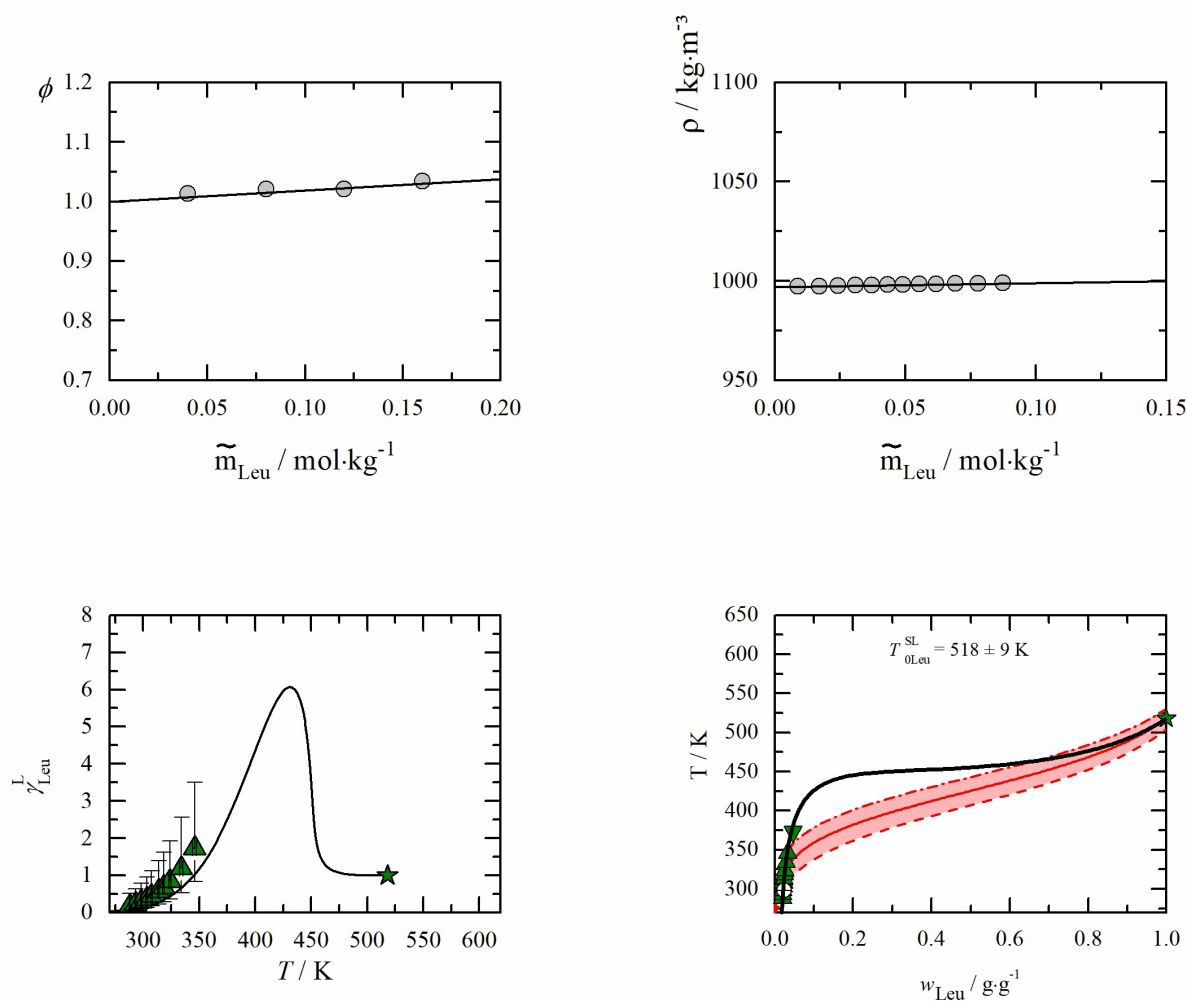 ϕ
1.2
1.1
1.0
0.9
0.8
0.7
0.00 0.05 0.10 0.15 0.20
m̃Leu / mol·kg⁻¹
ρ / kg·m⁻³
1100
1050
1000
950
0.00 0.05 0.10 0.15
m̃Leu / mol·kg⁻¹
γ^L_Leu
8
7
6
5
4
3
2
1
0
300 350 400 450 500 550 600
T / K
T / K
650
600
550
500
450
400
350
300
T^SL_0Leu = 518 ± 9 K
0.0 0.2 0.4 0.6 0.8 1.0
wLeu / g·g⁻¹